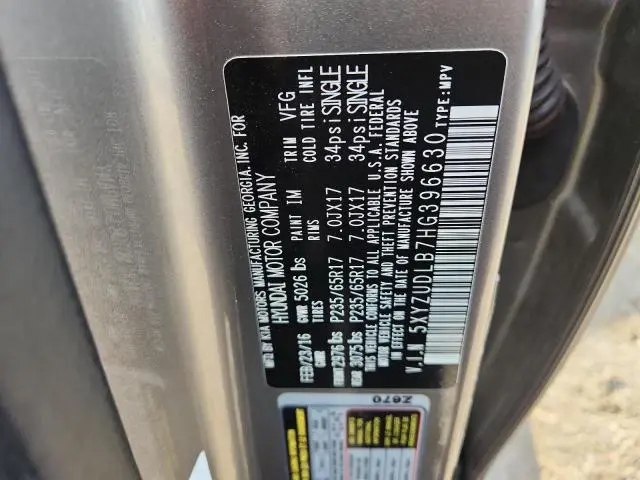 MFD BY KIA MOTORS MANUFACTURING GEORGIA, INC. FOR
HYUNDAI MOTOR COMPANY
FEB/23/16 GVWR 5026 lbs PAINT IM TRIM VFG
GAWR TIRES RIMS COLD TIRE INFL
FRONT 2976 lbs P235/65R17 7.0JX17 34psi SINGLE
REAR 3075 lbs P235/65R17 7.0JX17 34psi SINGLE
THIS VEHICLE CONFORMS TO ALL APPLICABLE U.S.A. FEDERAL
MOTOR VEHICLE SAFETY AND THEFT PREVENTION STANDARDS
IN EFFECT ON THE DATE OF MANUFACTURE SHOWN ABOVE.
V.I.N 5XYZUDLB7HG396630 TYPE: MPV
Z670